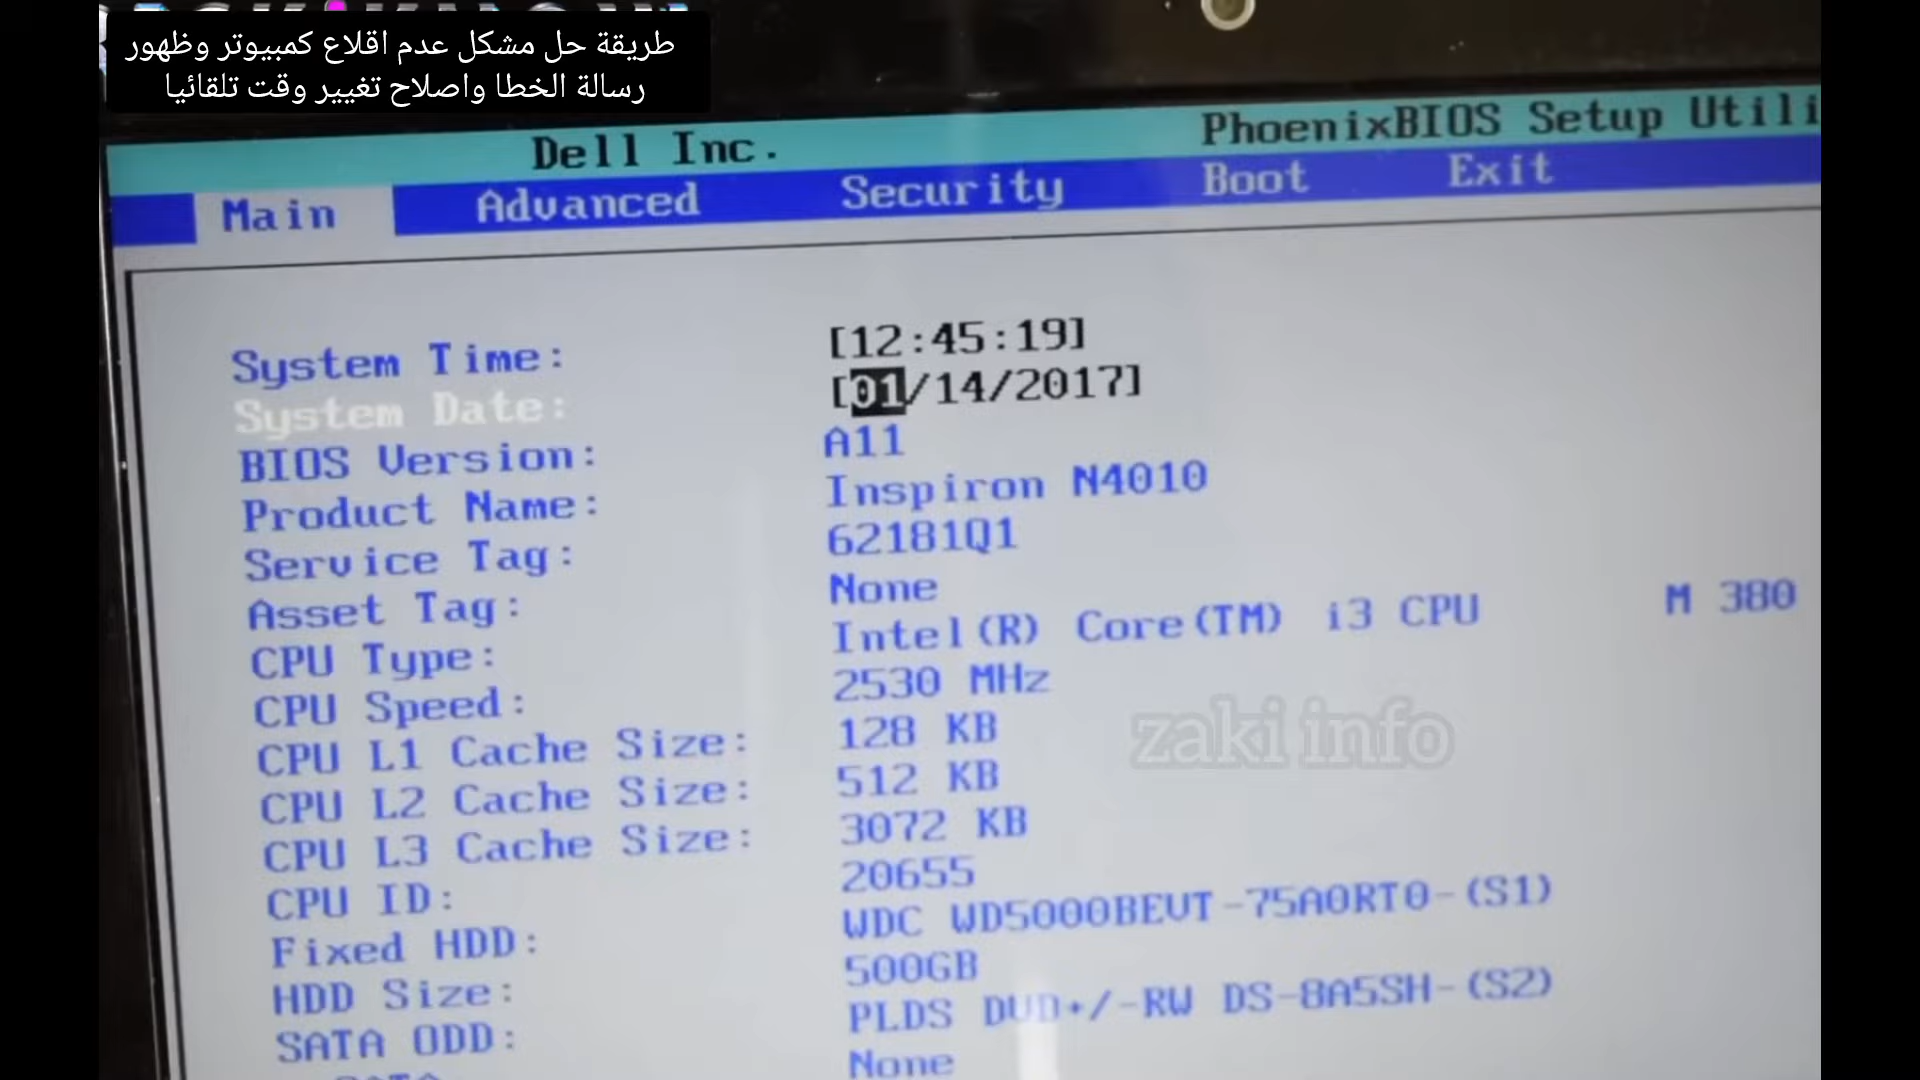 طريقة حل مشكل عدم اقلاع كمبيوتر وظهور
رسالة الخطا واصلاح تغيير وقت تلقائيا
Dell Inc. PhoenixBIOS Setup Utili
Main Advanced Security Boot Exit
System Time: [12:45:19]
System Date: [01/14/2017]
BIOS Version: A11
Product Name: Inspiron N4010
Service Tag: 62181Q1
Asset Tag: None
CPU Type: Intel(R) Core(TM) i3 CPU M 380
CPU Speed: 2530 MHz
CPU L1 Cache Size: 128 KB
CPU L2 Cache Size: 512 KB
CPU L3 Cache Size: 3072 KB
CPU ID: 20655
Fixed HDD: WDC WD5000BEVT-75A0RT0-(S1)
HDD Size: 500GB
SATA ODD: PLDS DVD+/-RW DS-8A5SH-(S2)
None
zaki info